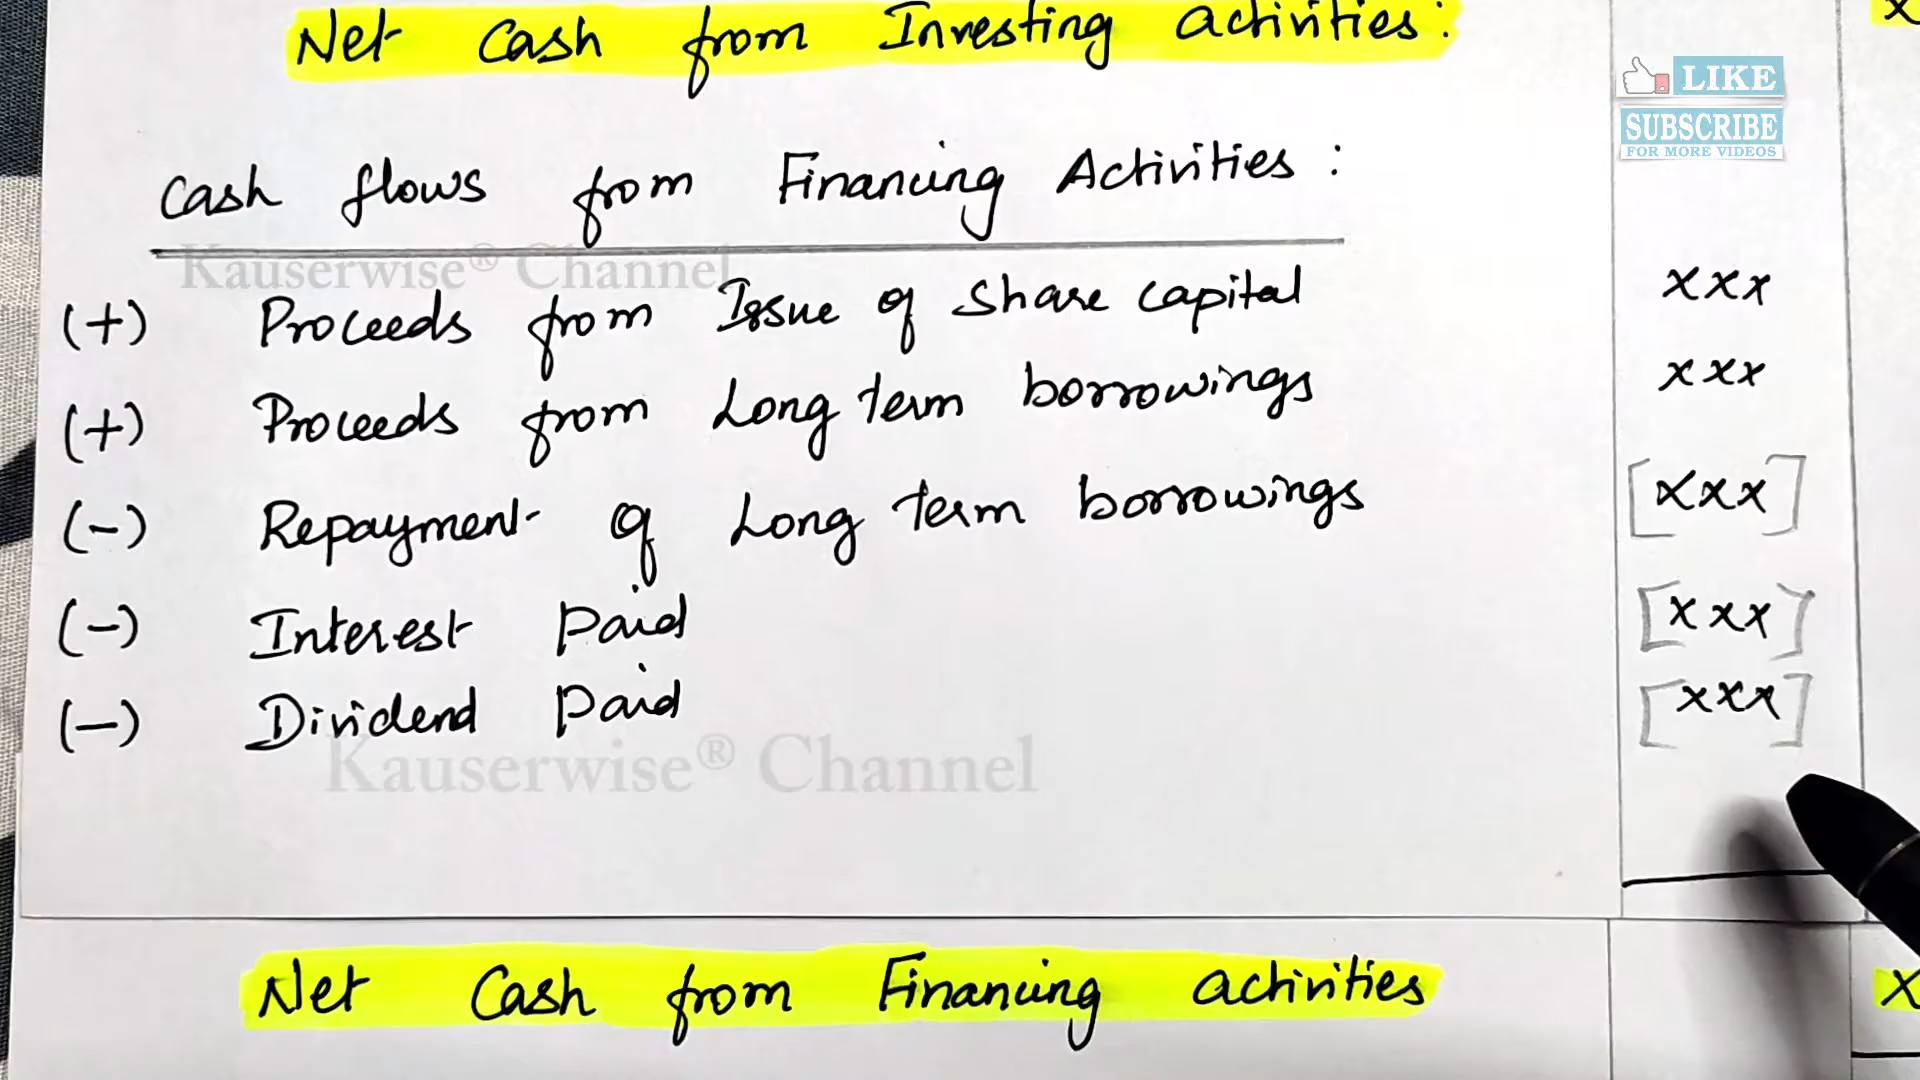 Net Cash from Investing activities:
LIKE
SUBSCRIBE
FOR MORE VIDEOS
Cash flows from Financing Activities:
Kauserwise® Channel
(+) Proceeds from Issue of Share capital xxx
(+) Proceeds from Long term borrowings xxx
(-) Repayment of Long term borrowings [xxx]
(-) Interest paid [xxx]
(-) Dividend paid [xxx]
Kauserwise® Channel
Net Cash from Financing activities